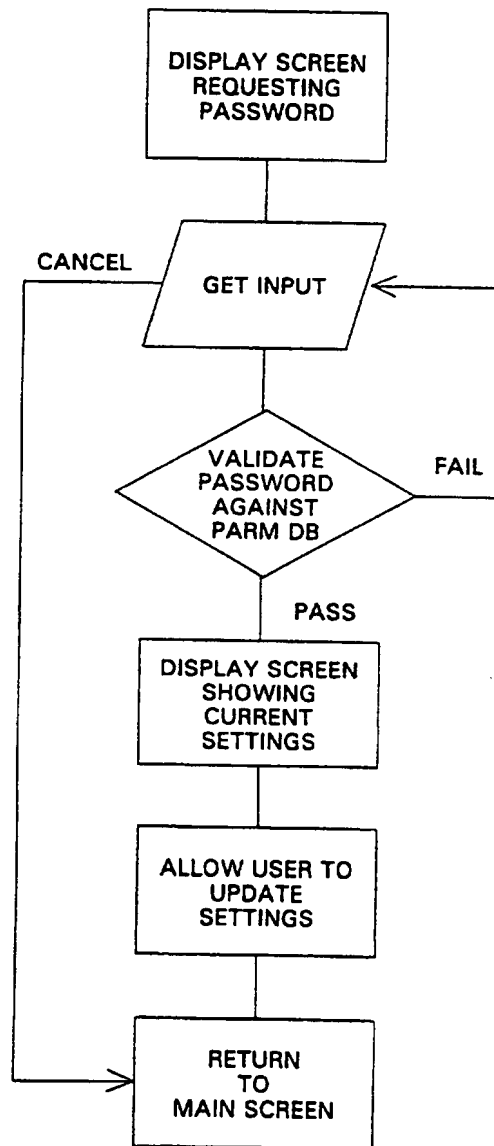 DISPLAY SCREEN
REQUESTING
PASSWORD
CANCEL
GET INPUT
VALIDATE
PASSWORD
AGAINST
PARM DB
FAIL
PASS
DISPLAY SCREEN
SHOWING
CURRENT
SETTINGS
ALLOW USER TO
UPDATE
SETTINGS
RETURN
TO
MAIN SCREEN